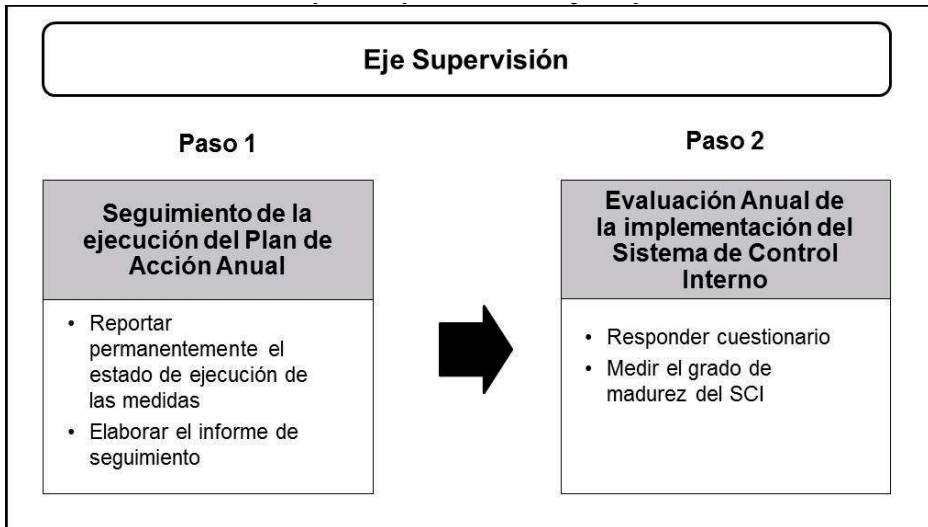 Eje Supervisión
Paso 1
Seguimiento de la
ejecución del Plan de
Acción Anual
• Reportar
permanentemente el
estado de ejecución de
las medidas
• Elaborar el informe de
seguimiento
Paso 2
Evaluación Anual de
la implementación del
Sistema de Control
Interno
• Responder cuestionario
• Medir el grado de
madurez del SCI